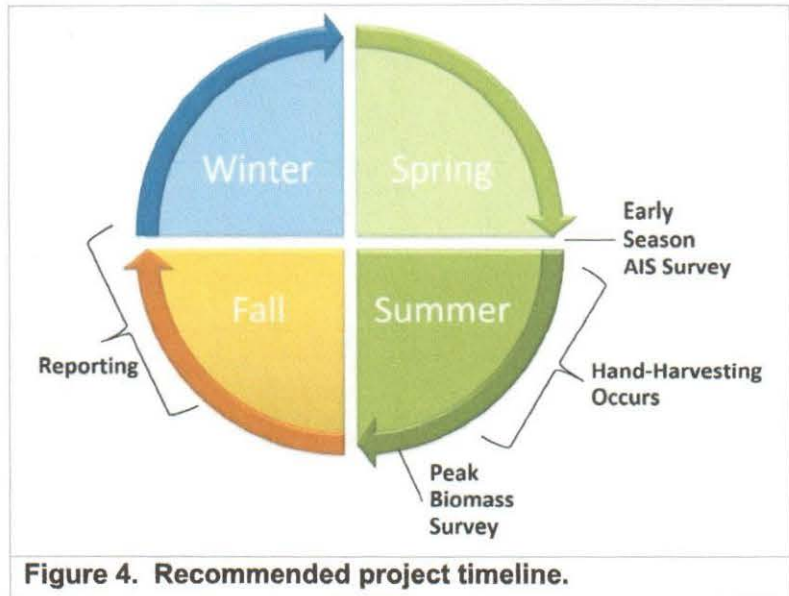 Winter
Spring
Early
Season
AIS Survey
Fall
Summer
Reporting
Hand-Harvesting
Occurs
Peak
Biomass
Survey
Figure 4. Recommended project timeline.